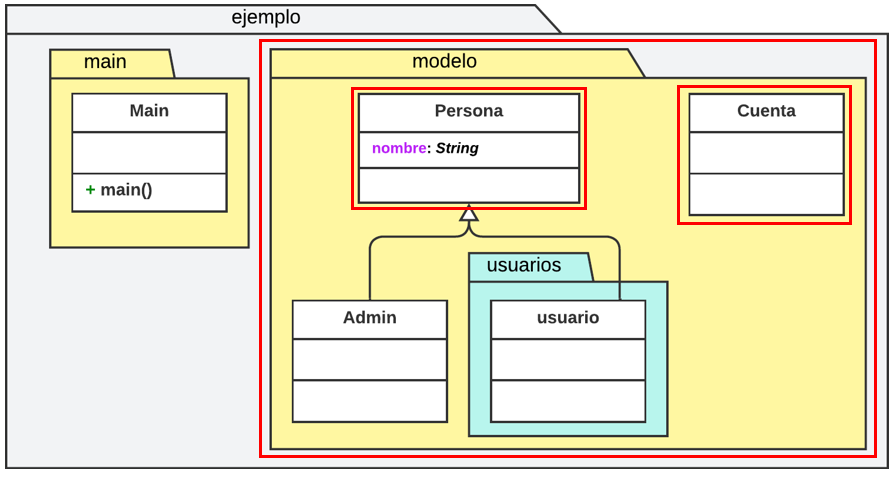 ejemplo
main
Main
+ main()
modelo
Persona
nombre: String
Cuenta
Admin
usuarios
usuario